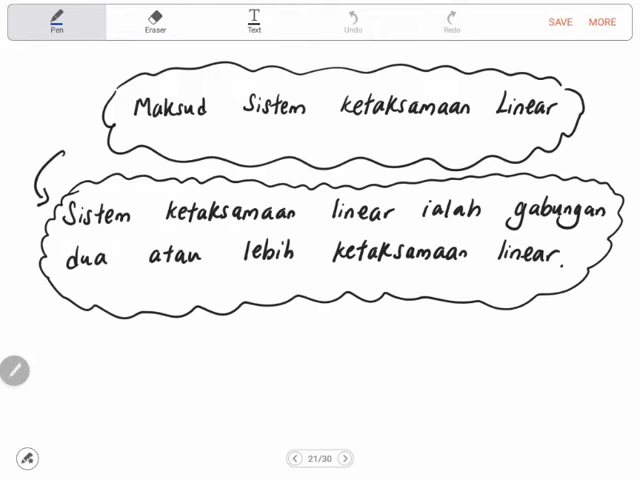 Pen
Eraser
Text
Undo
Redo
SAVE
MORE
Maksud Sistem ketaksamaan Linear
Sistem ketaksamaan linear ialah gabungan
dua atau lebih ketaksamaan linear.
21/30